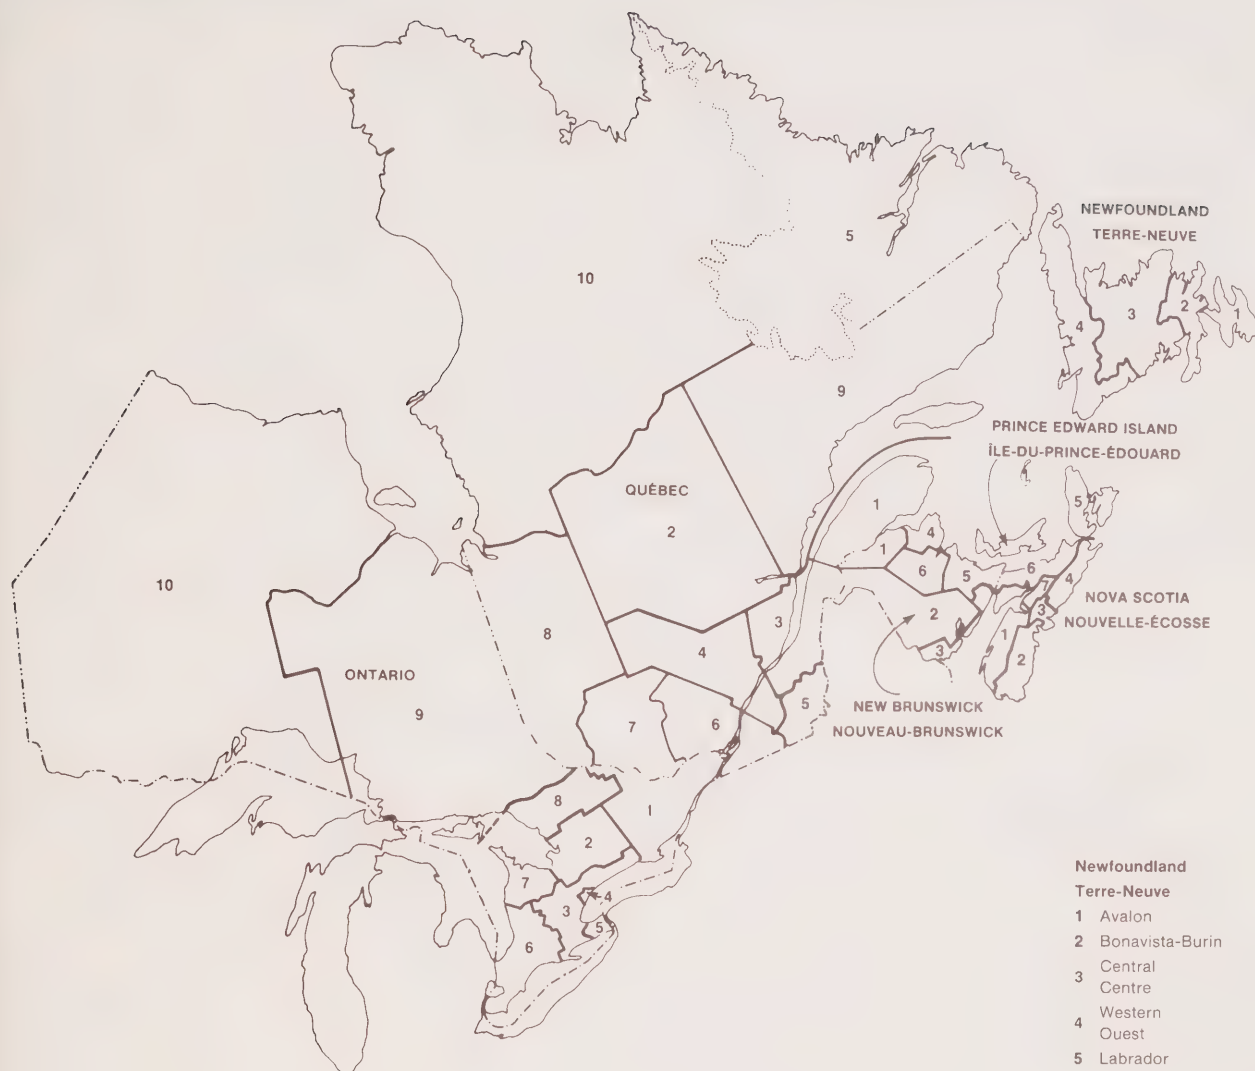 NEWFOUNDLAND
TERRE-NEUVE
5
10
2
1
3
4
9
PRINCE EDWARD ISLAND
ÎLE-DU-PRINCE-ÉDOUARD
QUÉBEC
2
1
5
4
1
6
5
6
4
7
3
NOVA SCOTIA
NOUVELLE-ÉCOSSE
10
8
3
2
1
2
3
4
ONTARIO
9
5
NEW BRUNSWICK
NOUVEAU-BRUNSWICK
7
6
8
1
2
7
4
3
5
6
Newfoundland
Terre-Neuve
1 Avalon
2 Bonavista-Burin
3 Central
Centre
4 Western
Ouest
5 Labrador